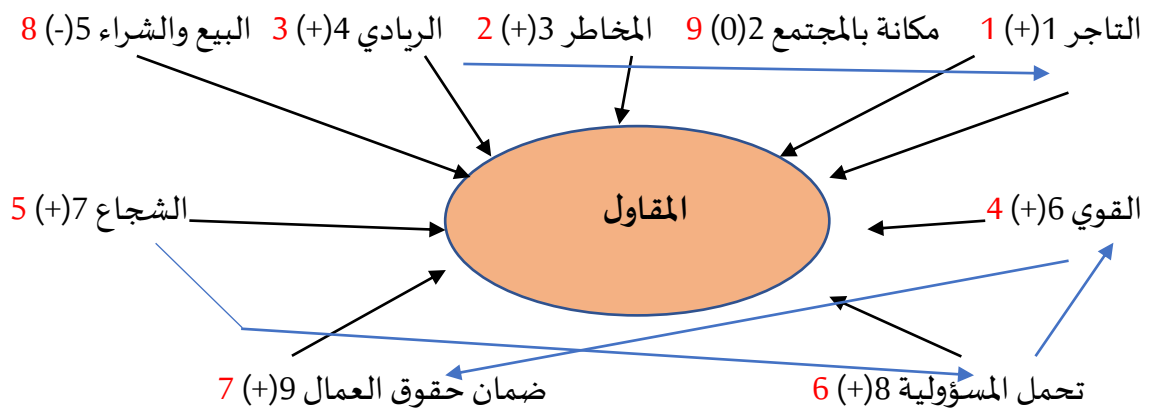 التاجر 1(+) 1 مكانة بالمجتمع 2(0) 9 المخاطر 3(+) 2 الريادي 4(+) 3 البيع والشراء 5(-) 8
المقاول
القوي 6(+) 4 الشجاع 7(+) 5
تحمل المسؤولية 8(+) 6 ضمان حقوق العمال 9(+) 7